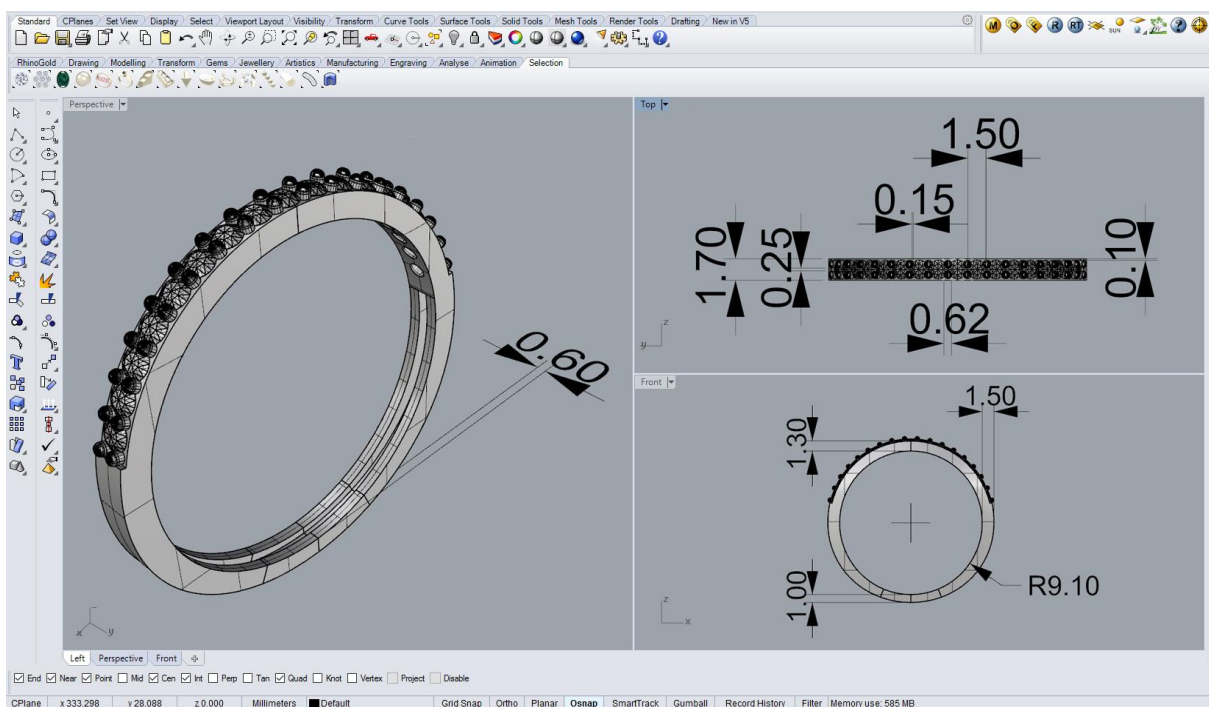 Standard CPlanes Set View Display Select Viewport Layout Visibility Transform Curve Tools Surface Tools Solid Tools Mesh Tools Render Tools Drafting New in V5
M R RT SUN
RhinoGold Drawing Modelling Transform Gems Jewellery Artistics Manufacturing Engraving Analyse Animation Selection
Perspective
0.60
x y
Top
1.50
0.15
1.70
0.25
0.10
0.62
z
y
Front
1.50
1.30
R9.10
1.00
z
x
Left Perspective Front
End Near Point Mid Cen Int Perp Tan Quad Knot Vertex Project Disable
CPlane x 333.298 y 28.088 z 0.000 Millimeters Default Grid Snap Ortho Planar Osnap SmartTrack Gumball Record History Filter Memory use: 585 MB